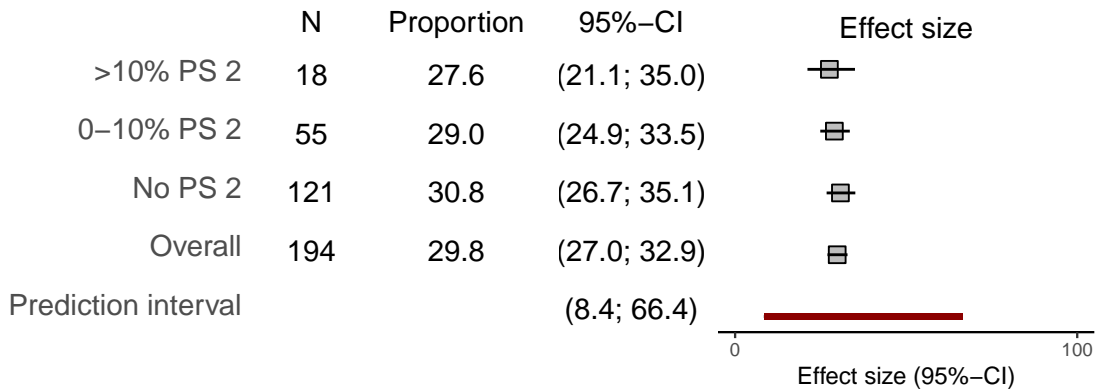 N Proportion 95%−CI Effect size
>10% PS 2 18 27.6 (21.1; 35.0)
0−10% PS 2 55 29.0 (24.9; 33.5)
No PS 2 121 30.8 (26.7; 35.1)
Overall 194 29.8 (27.0; 32.9)
Prediction interval (8.4; 66.4)
0 100
Effect size (95%−CI)